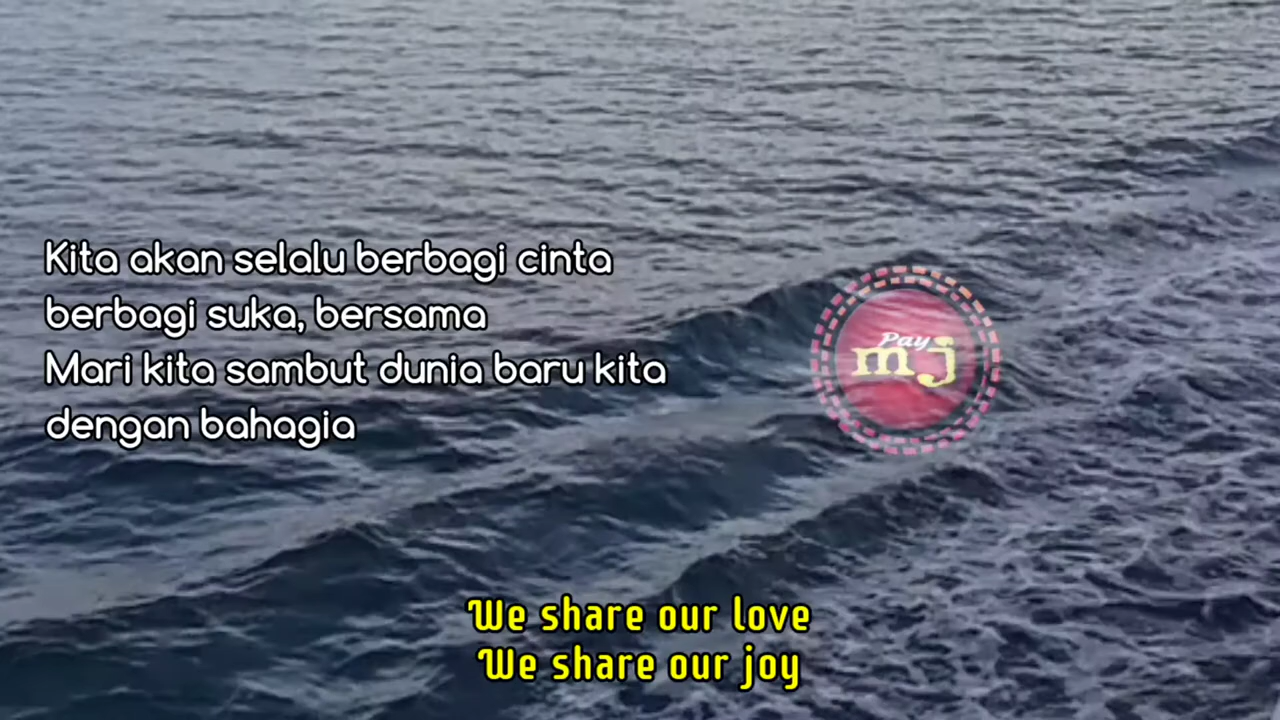 Kita akan selalu berbagi cinta
berbagi suka, bersama
Mari kita sambut dunia baru kita
dengan bahagia
Pay
mj
We share our love
We share our joy